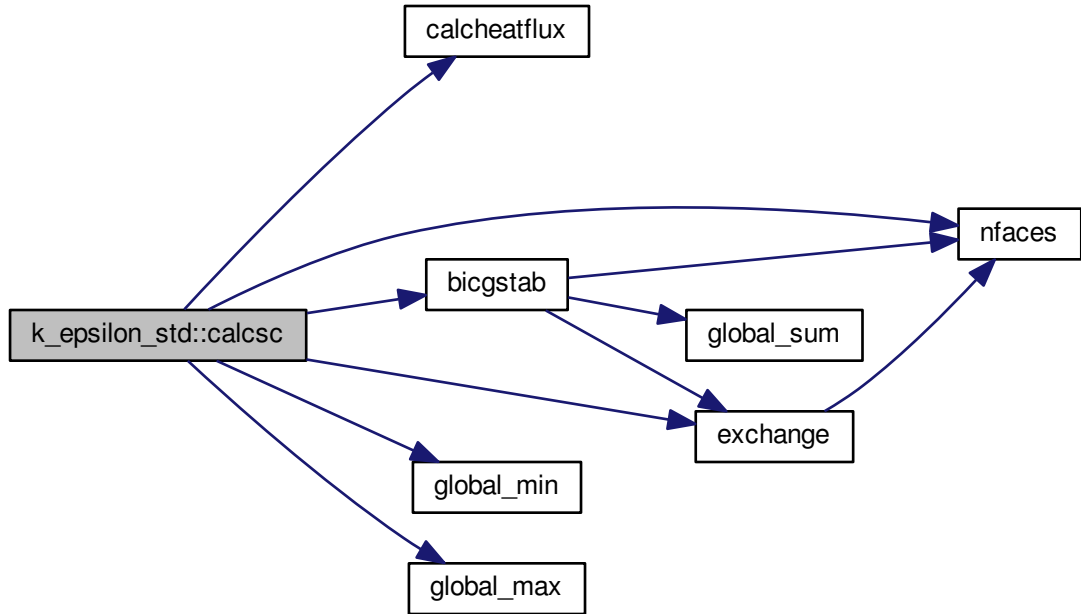 calcheatflux
nfaces
bicgstab
k_epsilon_std::calcsc
global_sum
exchange
global_min
global_max